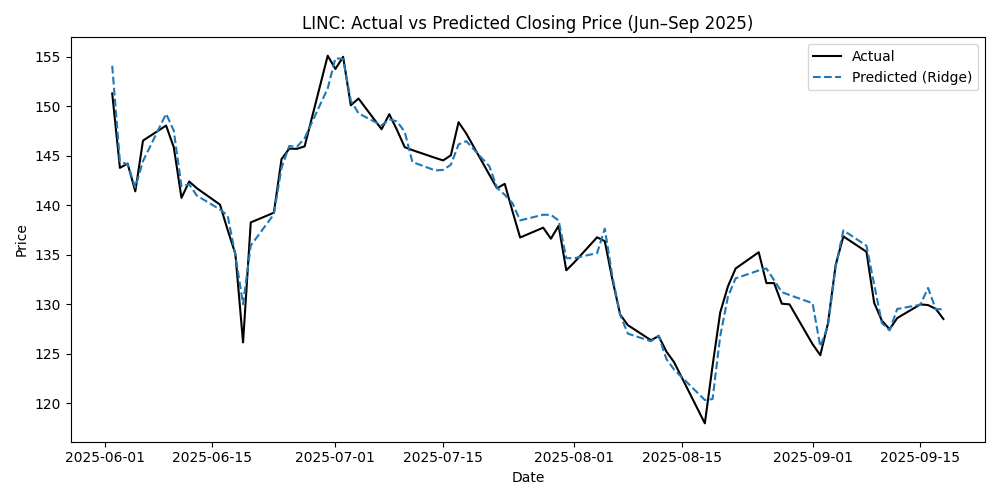 LINC: Actual vs Predicted Closing Price (Jun–Sep 2025)
Actual
Predicted (Ridge)
Price
155
150
145
140
135
130
125
120
2025-06-01 2025-06-15 2025-07-01 2025-07-15 2025-08-01 2025-08-15 2025-09-01 2025-09-15
Date